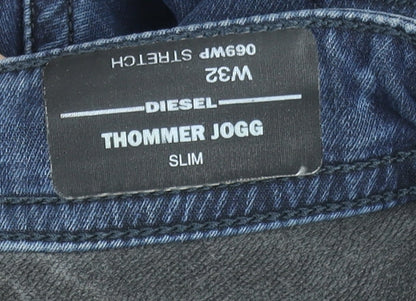 W32
069WP STRETCH
DIESEL
THOMMER JOGG
SLIM